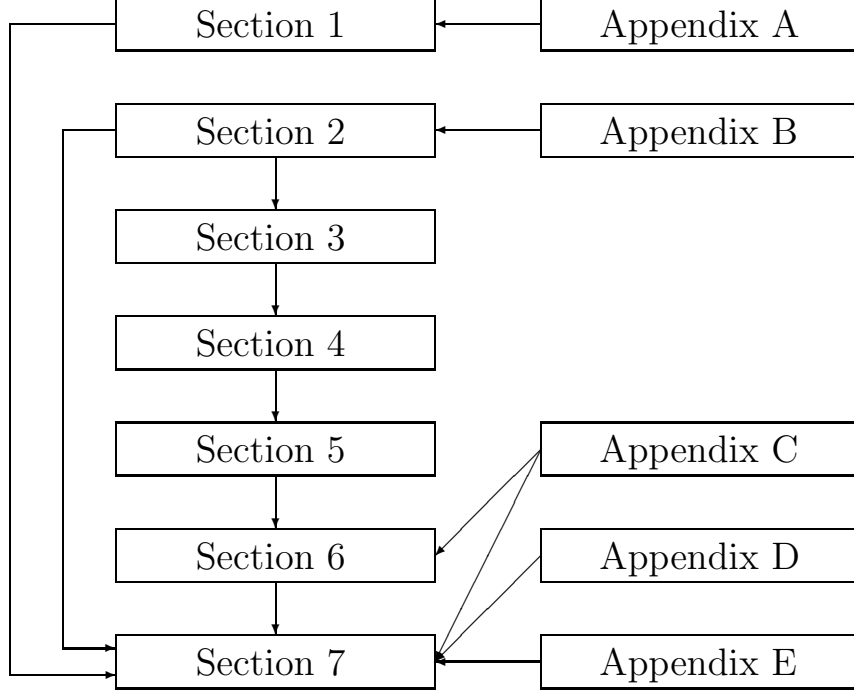 Section 1
Appendix A
Section 2
Appendix B
Section 3
Section 4
Section 5
Appendix C
Section 6
Appendix D
Section 7
Appendix E